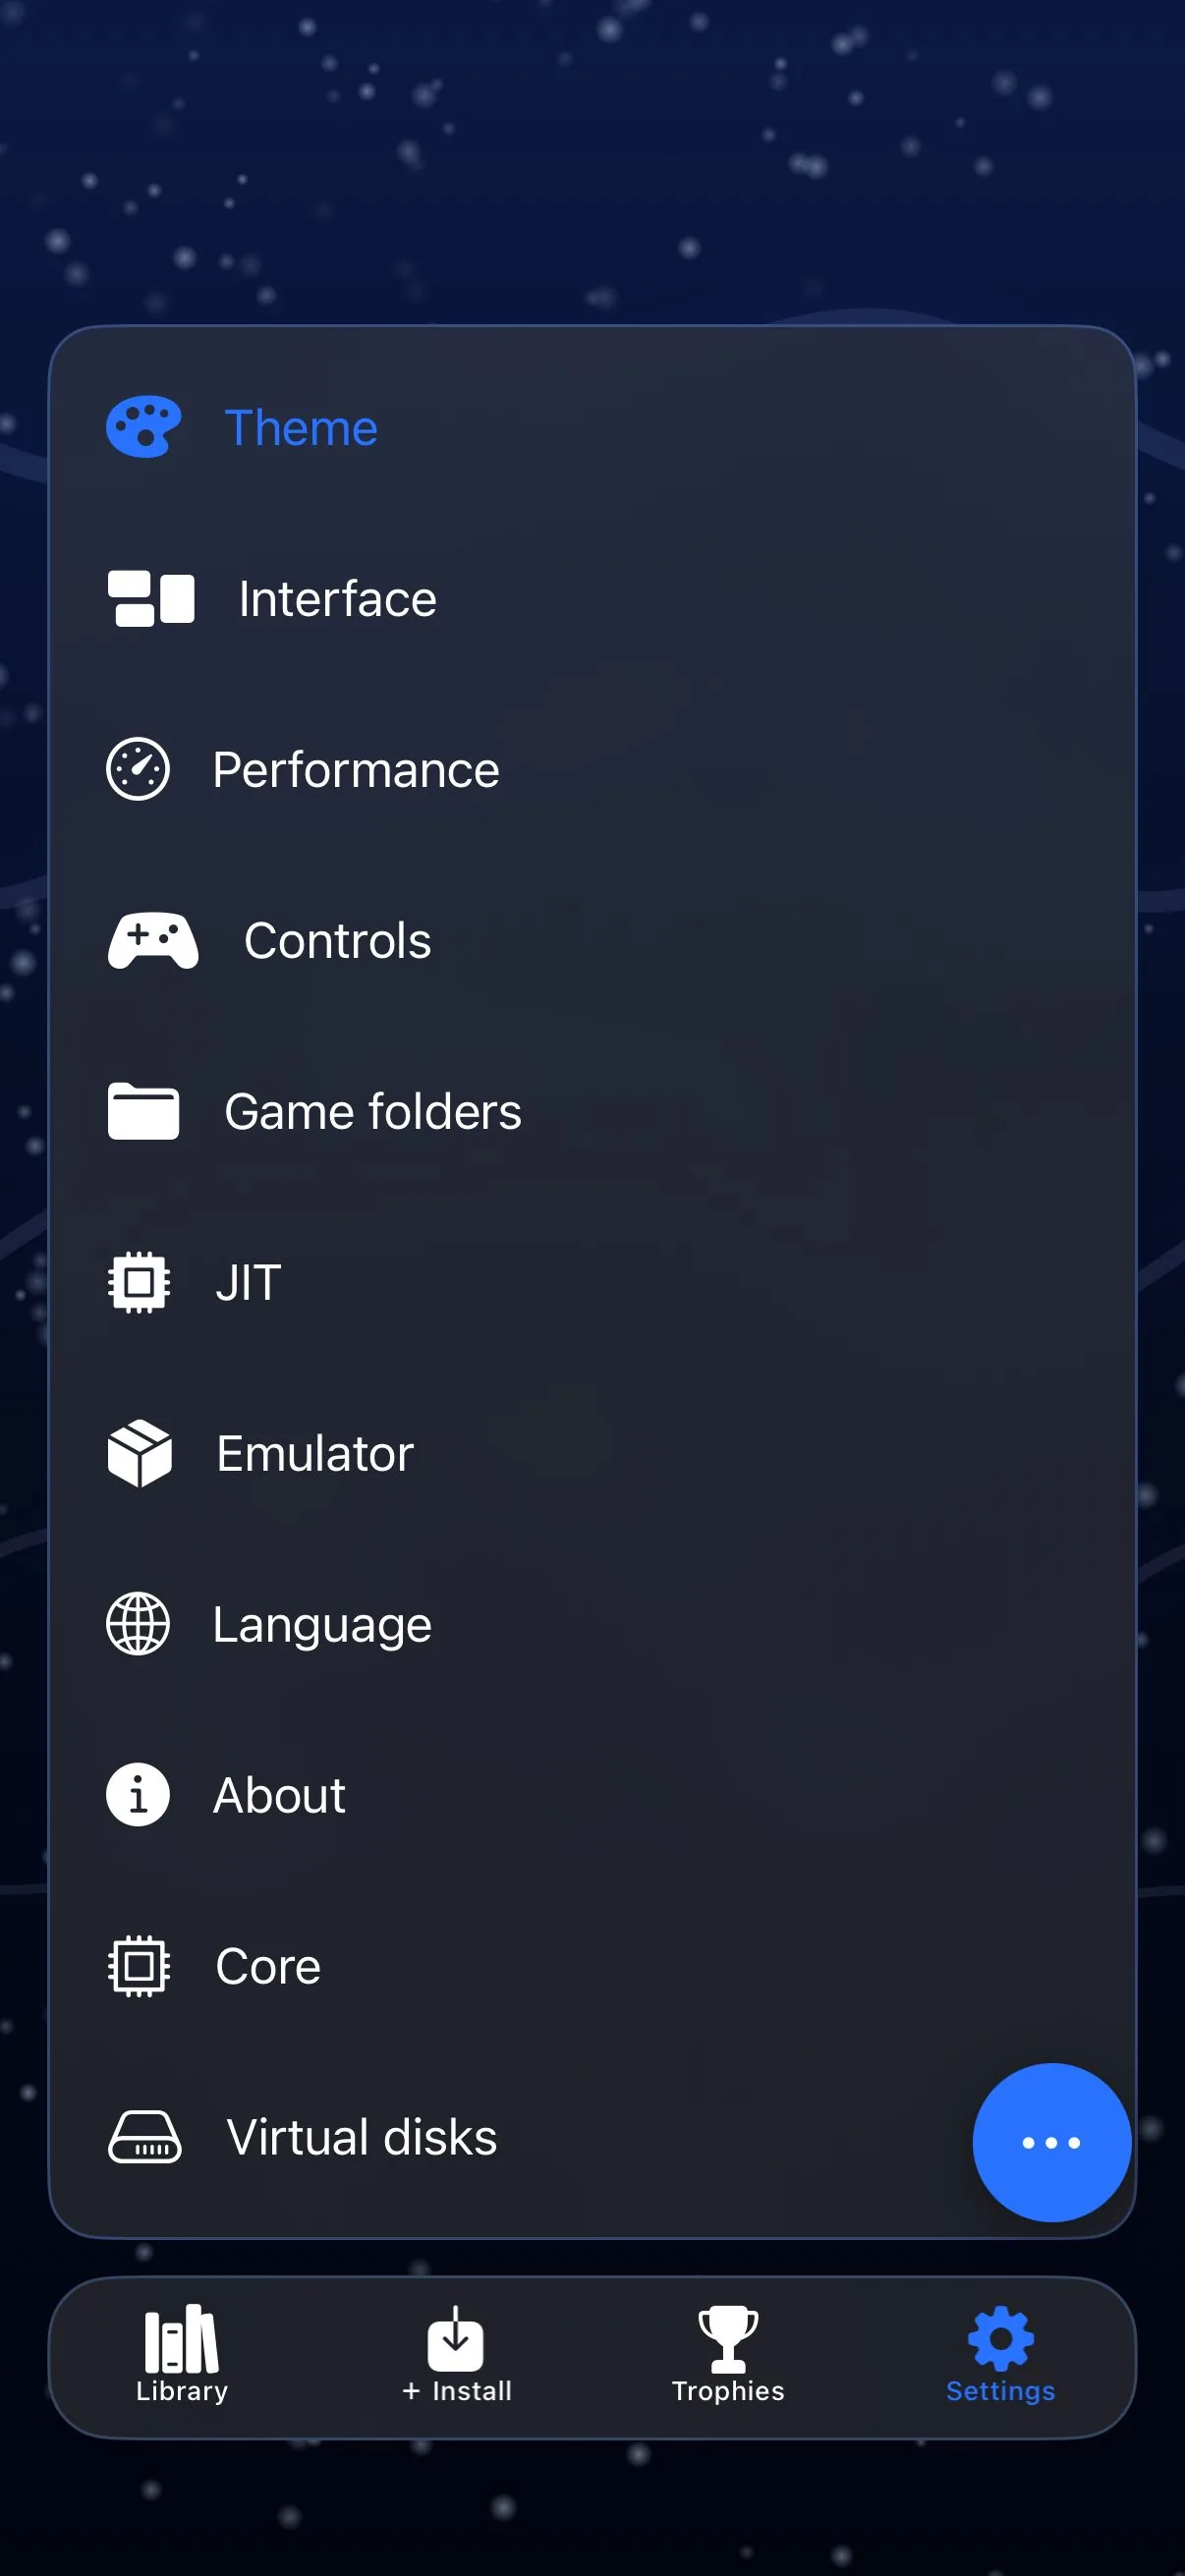 Theme
Interface
Performance
Controls
Game folders
JIT
Emulator
Language
About
Core
Virtual disks
Library
+ Install
Trophies
Settings